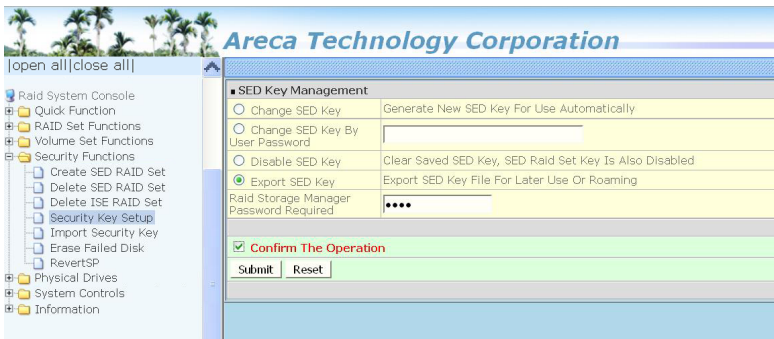 Areca Technology Corporation
|open all|close all|
Raid System Console
Quick Function
RAID Set Functions
Volume Set Functions
Security Functions
Create SED RAID Set
Delete SED RAID Set
Delete ISE RAID Set
Security Key Setup
Import Security Key
Erase Failed Disk
RevertSP
Physical Drives
System Controls
Information
SED Key Management
Change SED Key Generate New SED Key For Use Automatically
Change SED Key By
User Password
Disable SED Key Clear Saved SED Key, SED Raid Set Key Is Also Disabled
Export SED Key Export SED Key File For Later Use Or Roaming
Raid Storage Manager
Password Required ••••
Confirm The Operation
Submit Reset